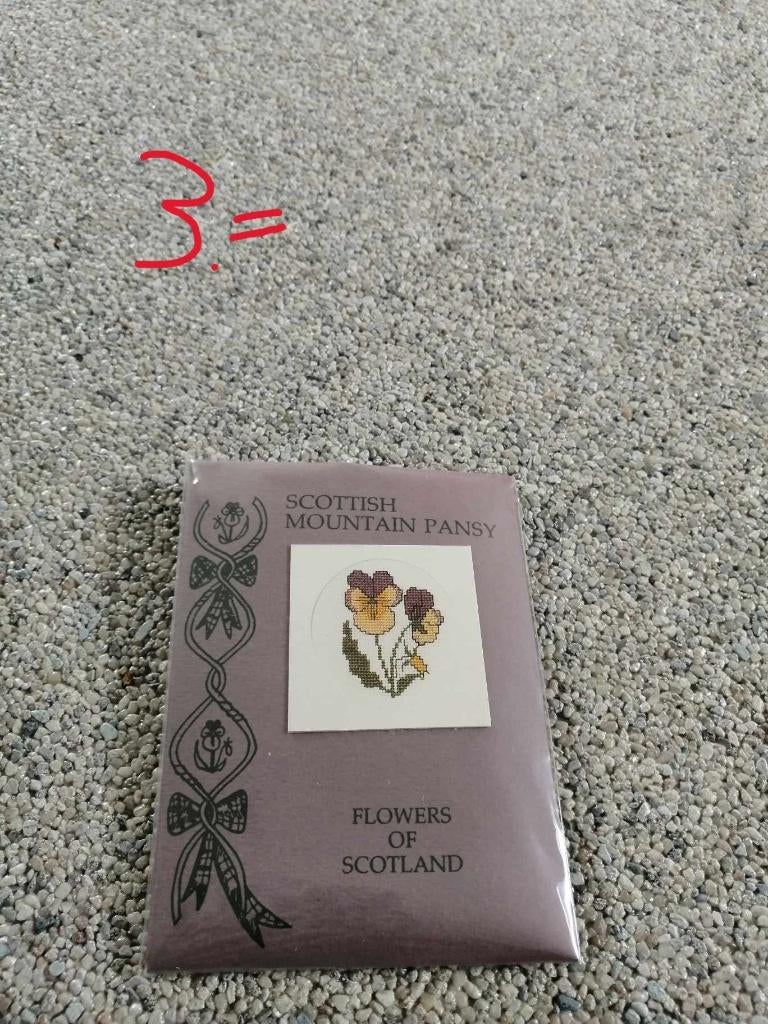 3.=
SCOTTISH
MOUNTAIN PANSY
FLOWERS
OF
SCOTLAND